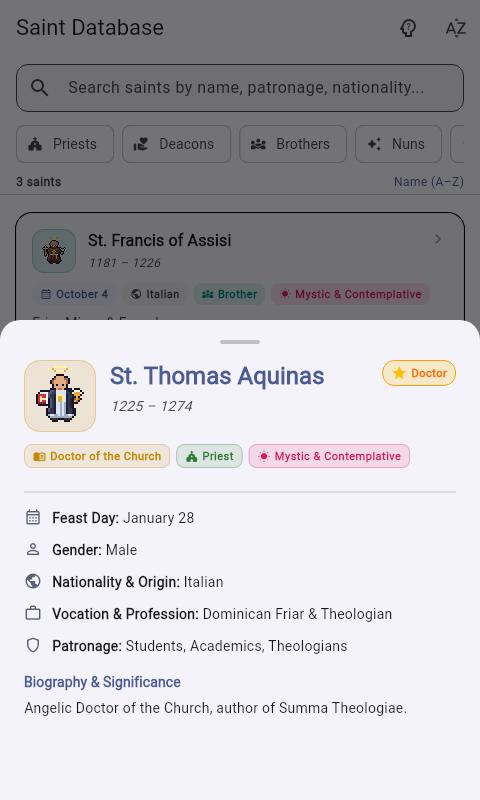 Saint Database
AZ
Search saints by name, patronage, nationality...
Priests Deacons Brothers Nuns
3 saints Name (A–Z)
St. Francis of Assisi
1181 – 1226
October 4 Italian Brother Mystic & Contemplative
St. Thomas Aquinas
Doctor
1225 – 1274
Doctor of the Church Priest Mystic & Contemplative
Feast Day: January 28
Gender: Male
Nationality & Origin: Italian
Vocation & Profession: Dominican Friar & Theologian
Patronage: Students, Academics, Theologians
Biography & Significance
Angelic Doctor of the Church, author of Summa Theologiae.